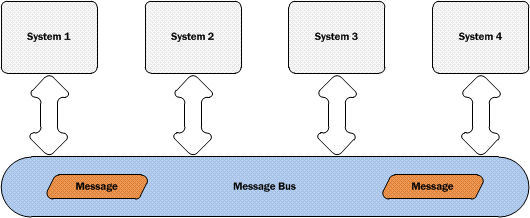 System 1
System 2
System 3
System 4
Message
Message Bus
Message